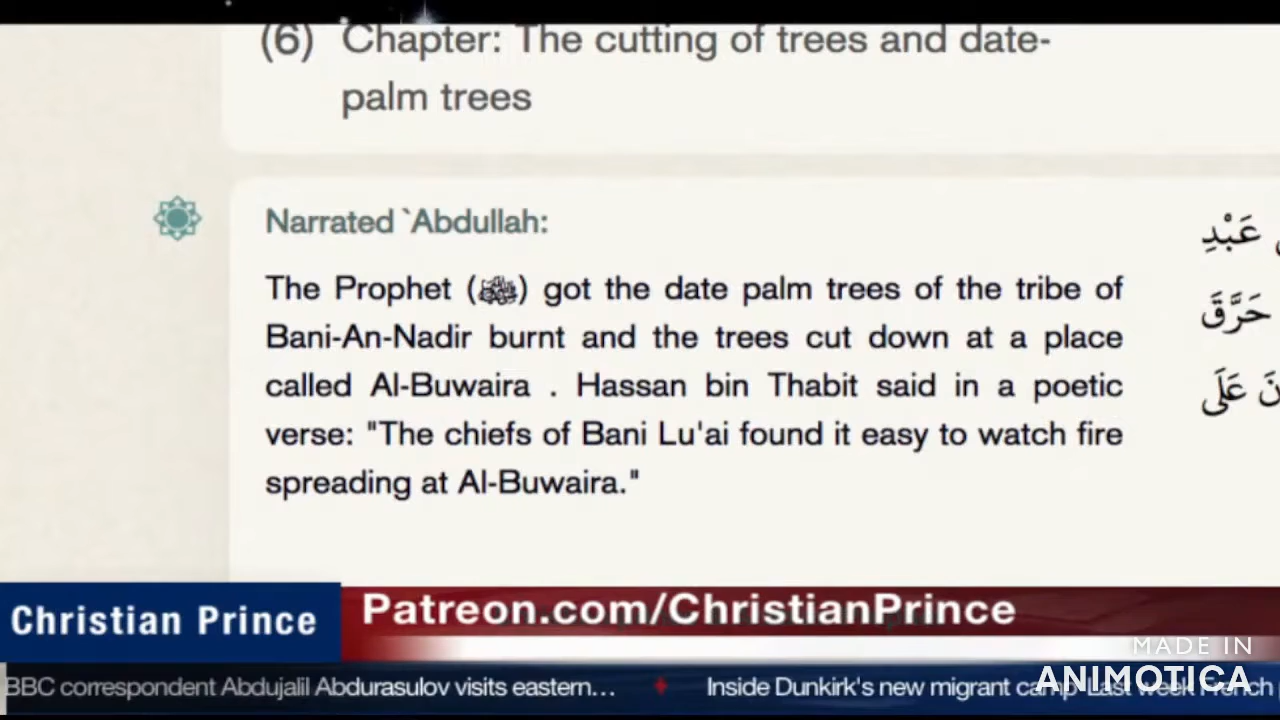 (6) Chapter: The cutting of trees and date-
palm trees
Narrated `Abdullah:
The Prophet (ﷺ) got the date palm trees of the tribe of
Bani-An-Nadir burnt and the trees cut down at a place
called Al-Buwaira . Hassan bin Thabit said in a poetic
verse: "The chiefs of Bani Lu'ai found it easy to watch fire
spreading at Al-Buwaira."
عَبْدِ
حَرَّقَ
عَلَى
Christian Prince
Patreon.com/ChristianPrince
MADE IN
ANIMOTICA
BBC correspondent Abdujalil Abdurasulov visits eastern… Inside Dunkirk's new migrant camp Last week French